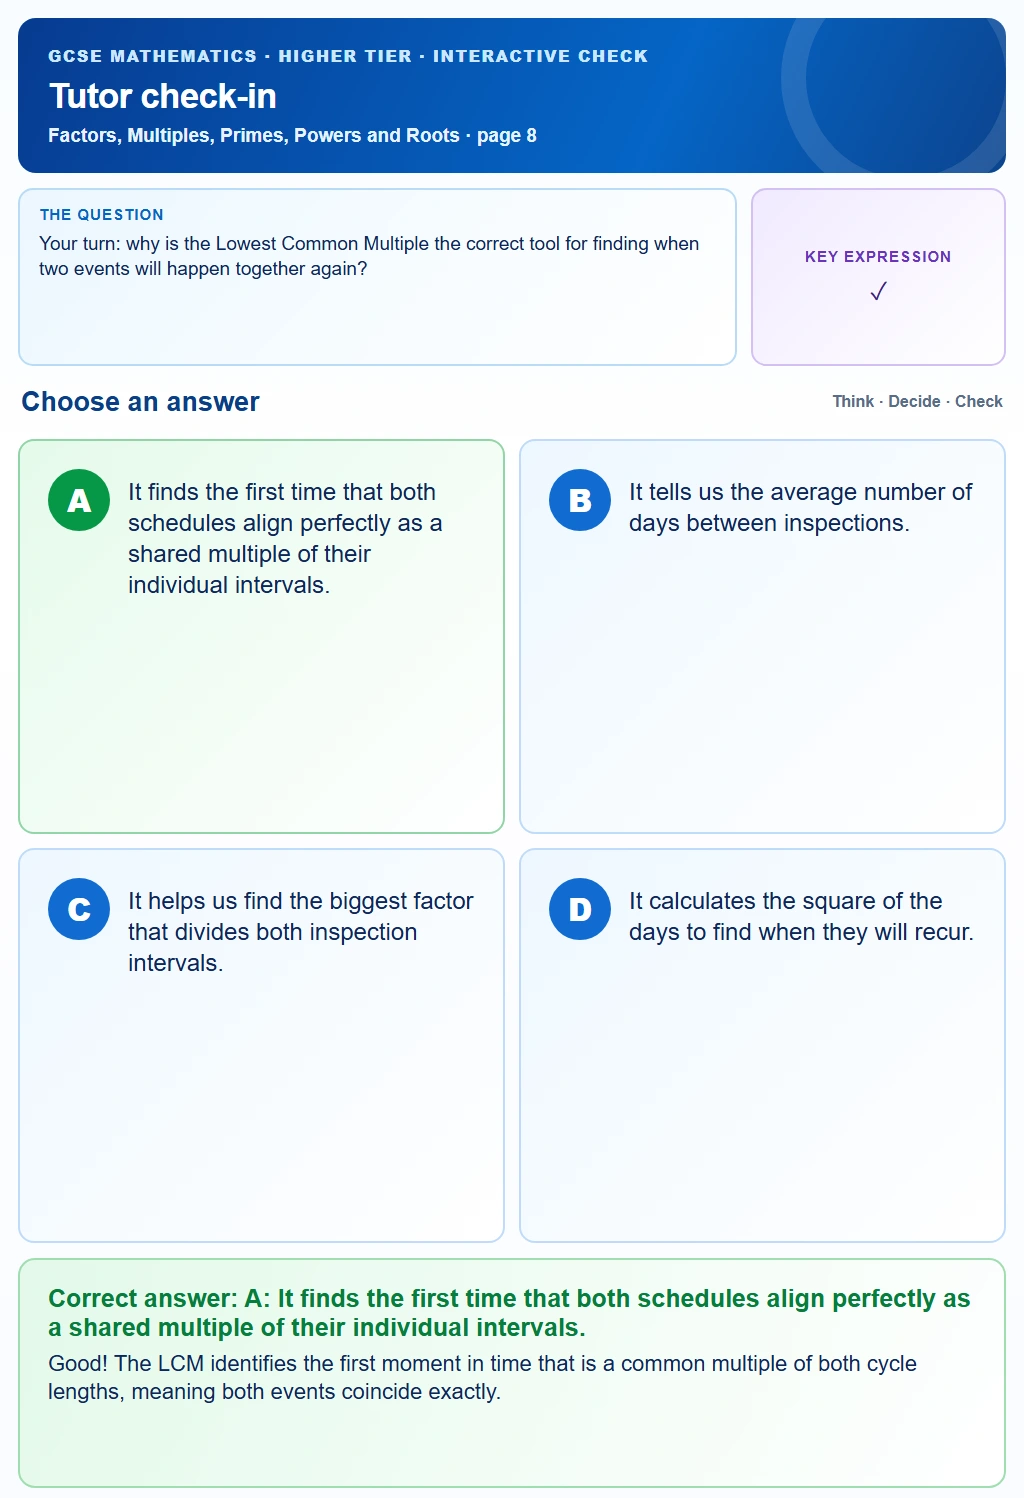 GCSE MATHEMATICS · HIGHER TIER · INTERACTIVE CHECK
Tutor check-in
Factors, Multiples, Primes, Powers and Roots · page 8
THE QUESTION
Your turn: why is the Lowest Common Multiple the correct tool for finding when
two events will happen together again?
KEY EXPRESSION
✓
Choose an answer
Think · Decide · Check
A
It finds the first time that both
schedules align perfectly as a
shared multiple of their
individual intervals.
B
It tells us the average number of
days between inspections.
C
It helps us find the biggest factor
that divides both inspection
intervals.
D
It calculates the square of the
days to find when they will recur.
Correct answer: A: It finds the first time that both schedules align perfectly as
a shared multiple of their individual intervals.
Good! The LCM identifies the first moment in time that is a common multiple of both cycle
lengths, meaning both events coincide exactly.